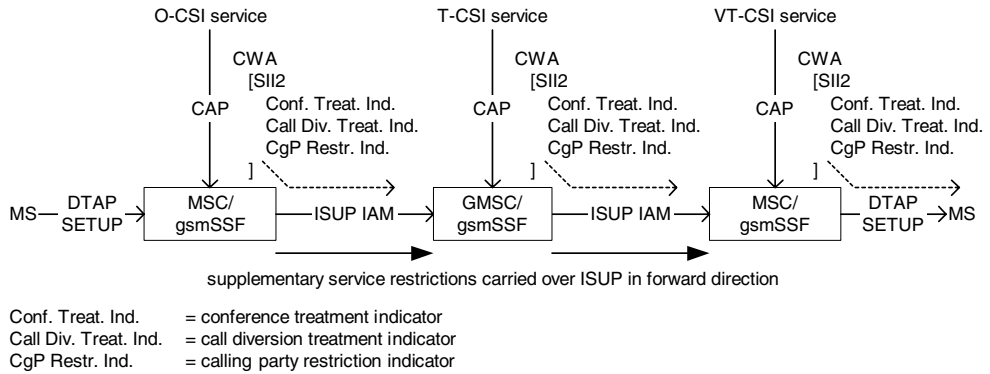 O-CSI service
T-CSI service
VT-CSI service
CWA
[SII2
Conf. Treat. Ind.
Call Div. Treat. Ind.
CgP Restr. Ind.
]
CWA
[SII2
Conf. Treat. Ind.
Call Div. Treat. Ind.
CgP Restr. Ind.
]
CWA
[SII2
Conf. Treat. Ind.
Call Div. Treat. Ind.
CgP Restr. Ind.
]
CAP
CAP
CAP
MS
DTAP
SETUP
MSC/
gsmSSF
ISUP IAM
GMSC/
gsmSSF
ISUP IAM
MSC/
gsmSSF
DTAP
SETUP
MS
supplementary service restrictions carried over ISUP in forward direction
Conf. Treat. Ind. = conference treatment indicator
Call Div. Treat. Ind. = call diversion treatment indicator
CgP Restr. Ind. = calling party restriction indicator